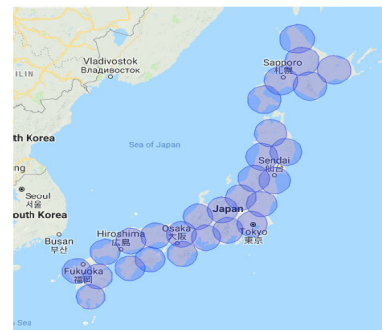 Vladivostok
Владивосток
ILIN
Sapporo
札幌
th Korea
ng
Sea of Japan
Sendai
仙台
Seoul
서울
outh Korea
Japan
Tokyo
東京
Busan
부산
Hiroshima
広島
Osaka
大阪
Fukuoka
福岡
Sea